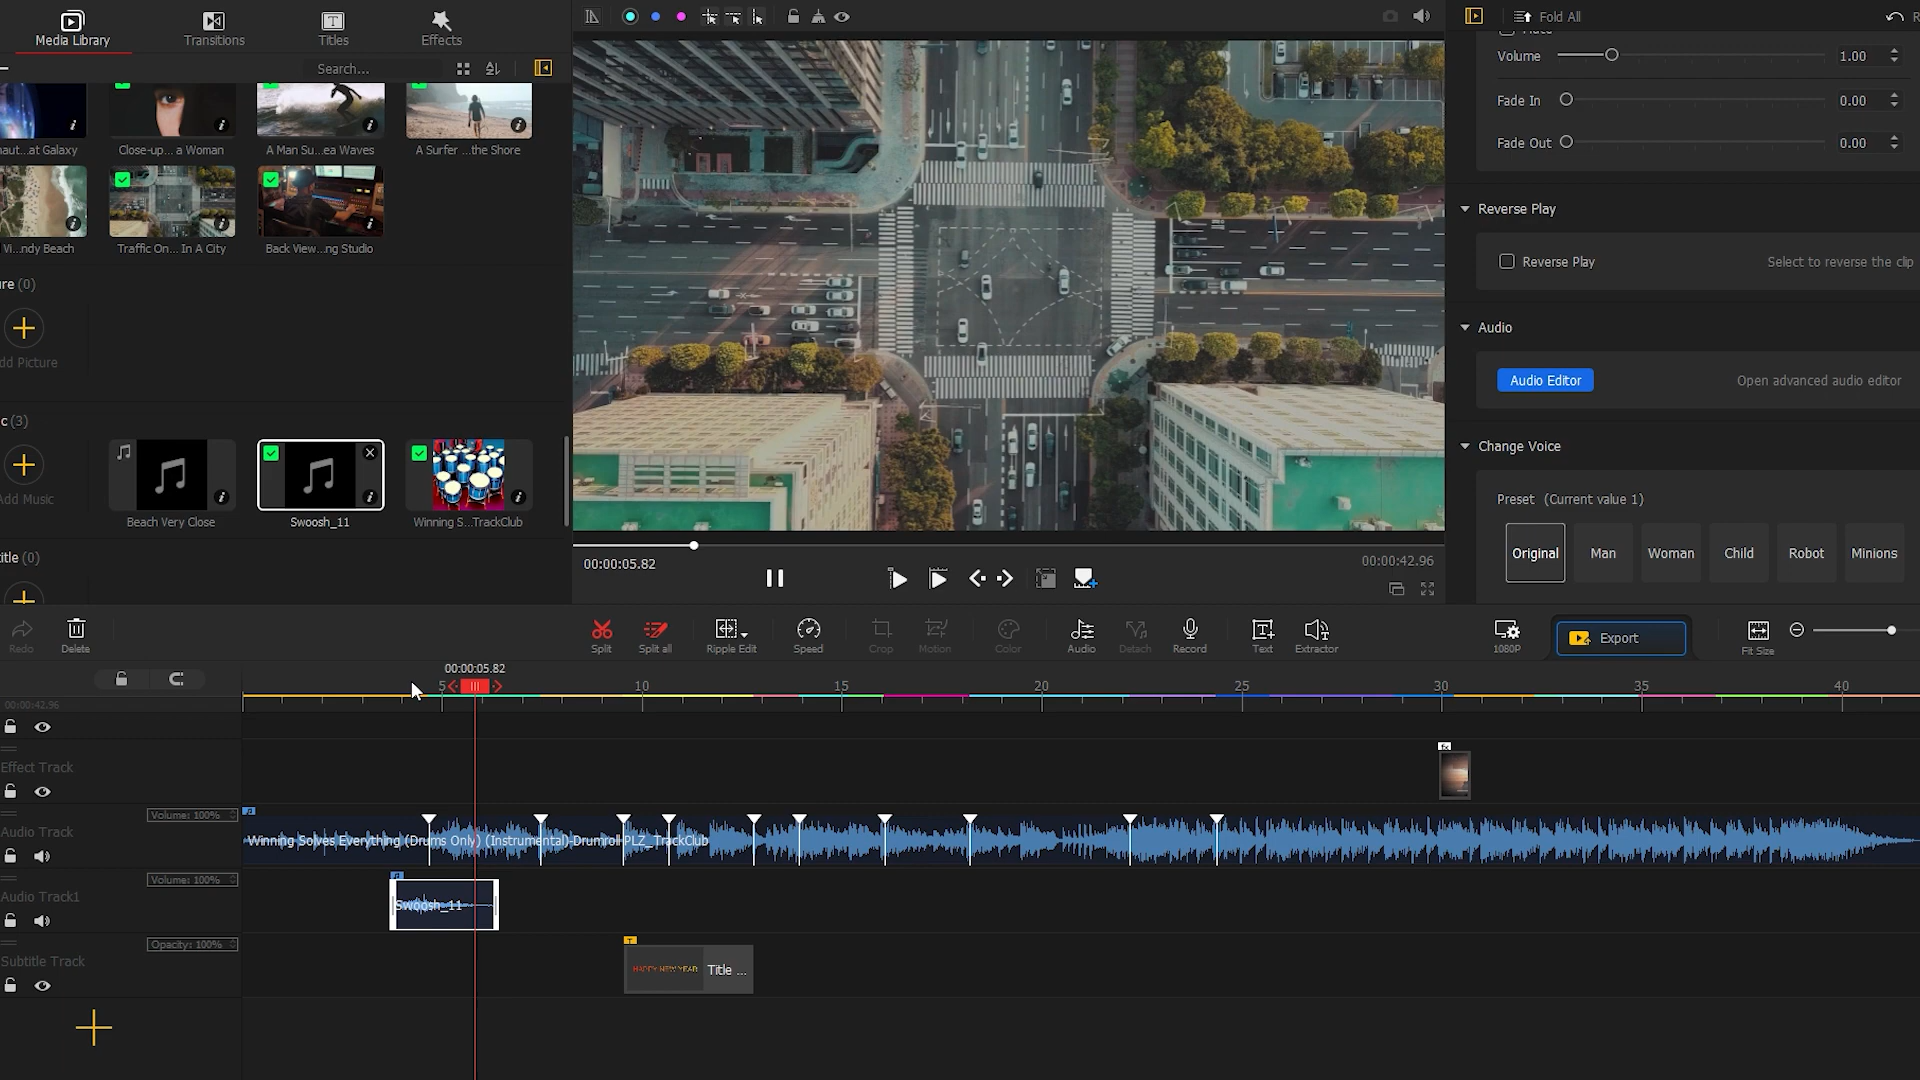 Media Library
Transitions
Titles
Effects
Search...
Fold All
Volume
1.00
Fade In
0.00
Fade Out
0.00
Reverse Play
Reverse Play
Select to reverse the clip
Audio
Audio Editor
Open advanced audio editor
Change Voice
Preset (Current value 1)
Original
Man
Woman
Child
Robot
Minions
aut...at Galaxy
Close-up... a Woman
A Man Su...ea Waves
A Surfer ...the Shore
Vi...ndy Beach
Traffic On... In A City
Back View...ng Studio
re (0)
dd Picture
c (3)
Add Music
Beach Very Close
Swoosh_11
Winning S...TrackClub
itle (0)
00:00:05.82
00:00:42.96
Redo
Delete
Split
Split all
Ripple Edit
Speed
Crop
Motion
Color
Audio
Detach
Record
Text
Extractor
1080P
Export
Fit Size
00:00:05.82
5
10
15
20
25
30
35
40
00:00:42.96
Effect Track
Volume: 100%
Audio Track
Winning Solves Everything (Drums Only) (Instrumental)-Drumroll PLZ_TrackClub
Volume: 100%
Audio Track1
Swoosh_11
Opacity: 100%
Subtitle Track
HAPPY NEW YEAR
Title ...